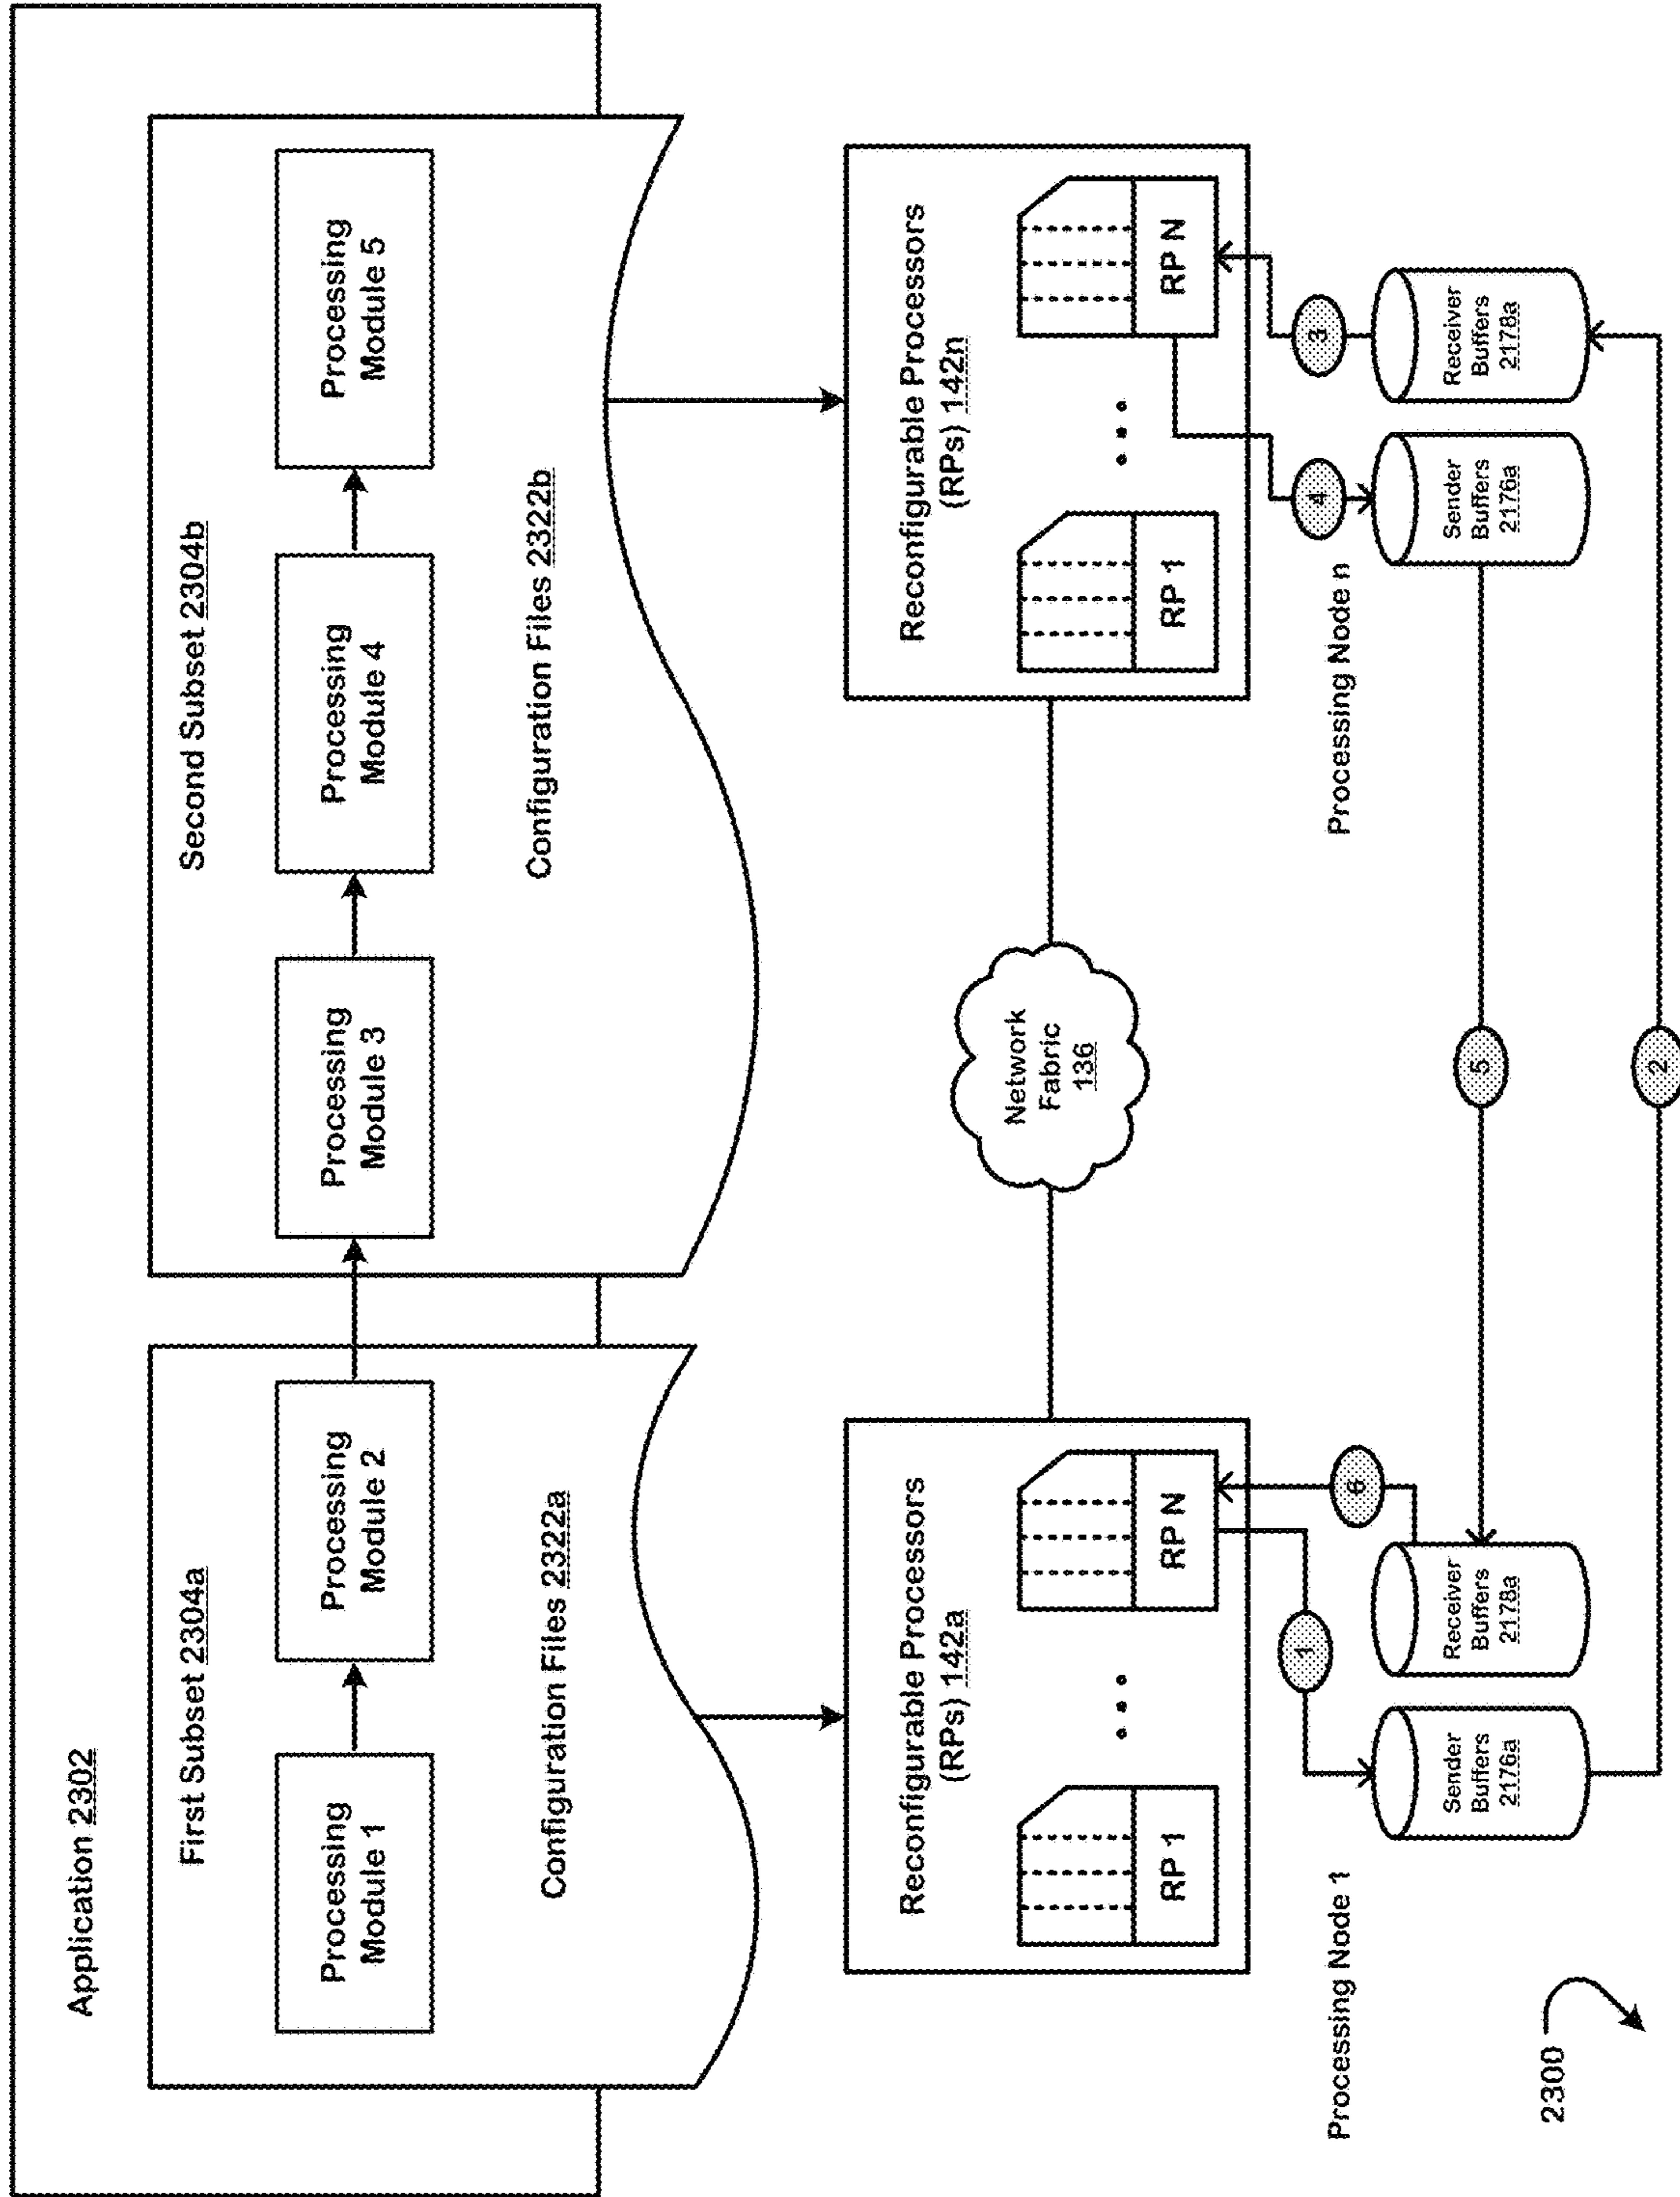 Application 2302
First Subset 2304a
Processing
Module 1
Processing
Module 2
Configuration Files 2322a
Second Subset 2304b
Processing
Module 3
Processing
Module 4
Processing
Module 5
Configuration Files 2322b
Reconfigurable Processors
(RPs) 142a
RP 1
• • •
RP N
Network
Fabric
136
Reconfigurable Processors
(RPs) 142n
RP 1
• • •
RP N
Processing Node 1
1
6
Sender
Buffers
2176a
Receiver
Buffers
2178a
Processing Node n
4
3
Sender
Buffers
2176a
Receiver
Buffers
2178a
5
2
2300